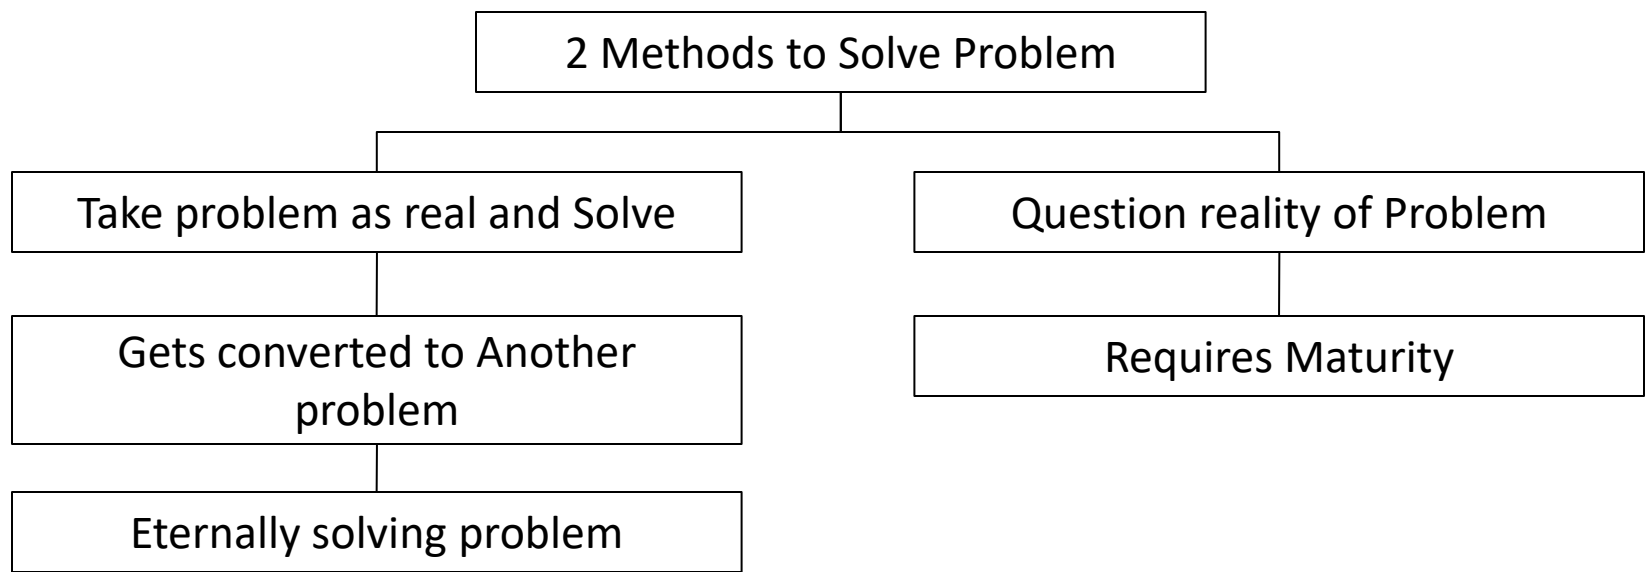 2 Methods to Solve Problem
Take problem as real and Solve
Question reality of Problem
Gets converted to Another
problem
Requires Maturity
Eternally solving problem